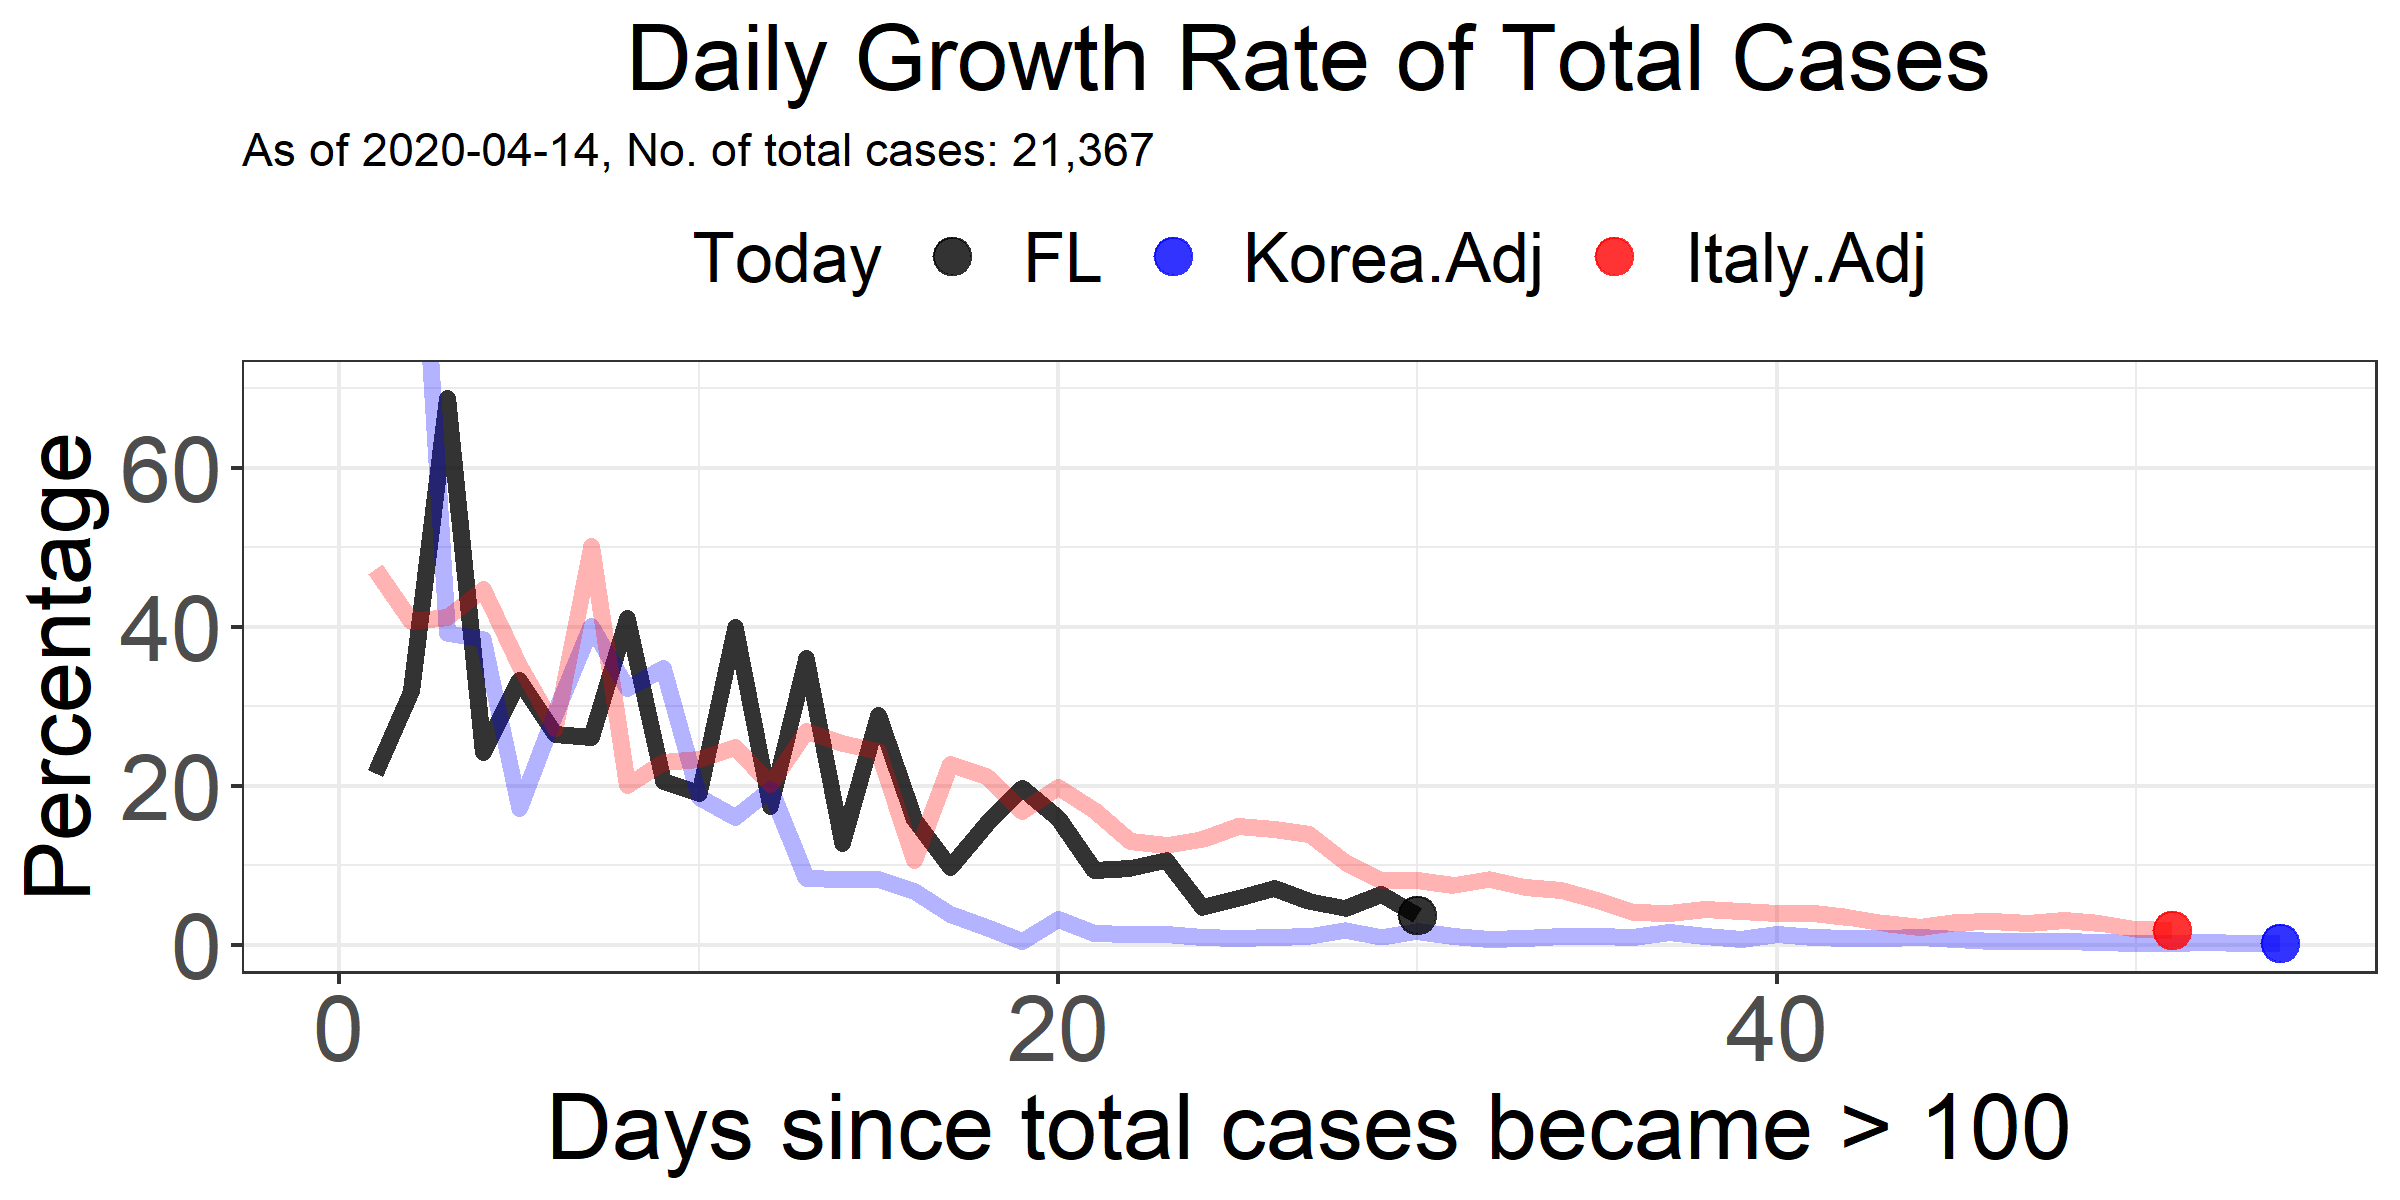 Daily Growth Rate of Total Cases
As of 2020-04-14, No. of total cases: 21,367
Today FL Korea.Adj Italy.Adj
Percentage
60
40
20
0
0 20 40
Days since total cases became > 100